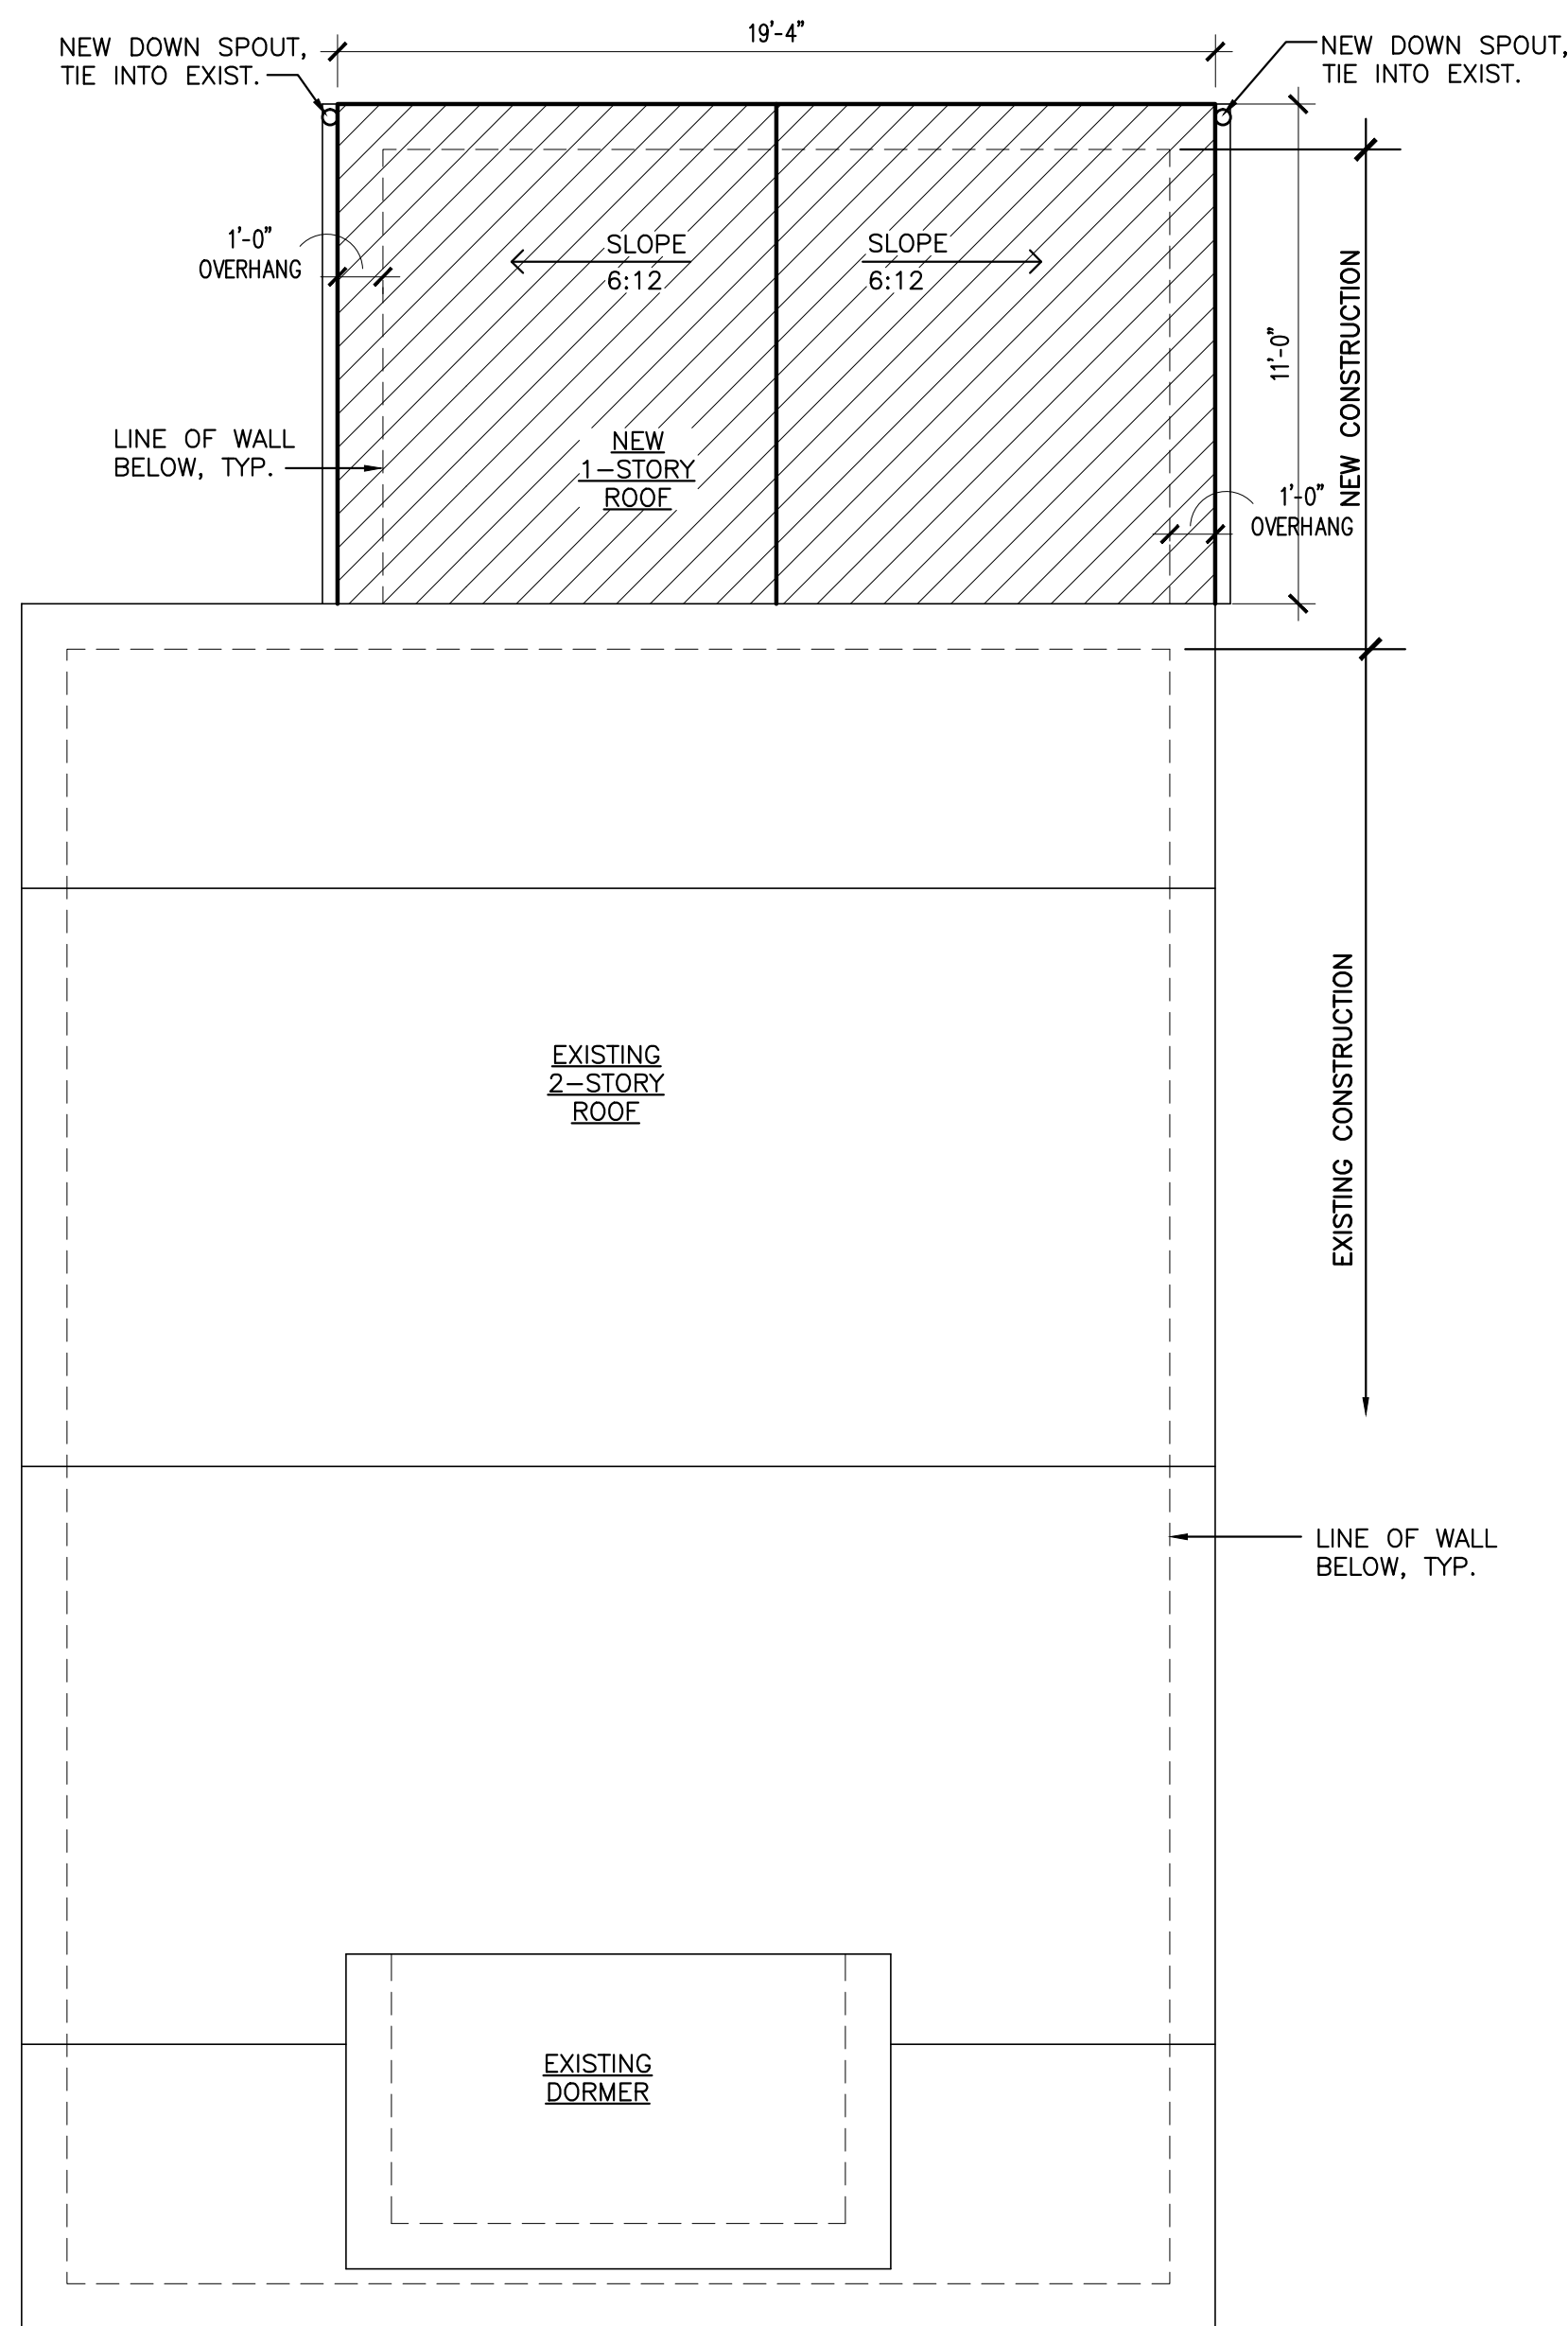 19'-4"
NEW DOWN SPOUT,
TIE INTO EXIST.
NEW DOWN SPOUT,
TIE INTO EXIST.
1'-0"
OVERHANG
SLOPE
6:12
SLOPE
6:12
11'-0"
NEW CONSTRUCTION
LINE OF WALL
BELOW, TYP.
NEW
1-STORY
ROOF
1'-0"
OVERHANG
EXISTING
2-STORY
ROOF
EXISTING CONSTRUCTION
LINE OF WALL
BELOW, TYP.
EXISTING
DORMER